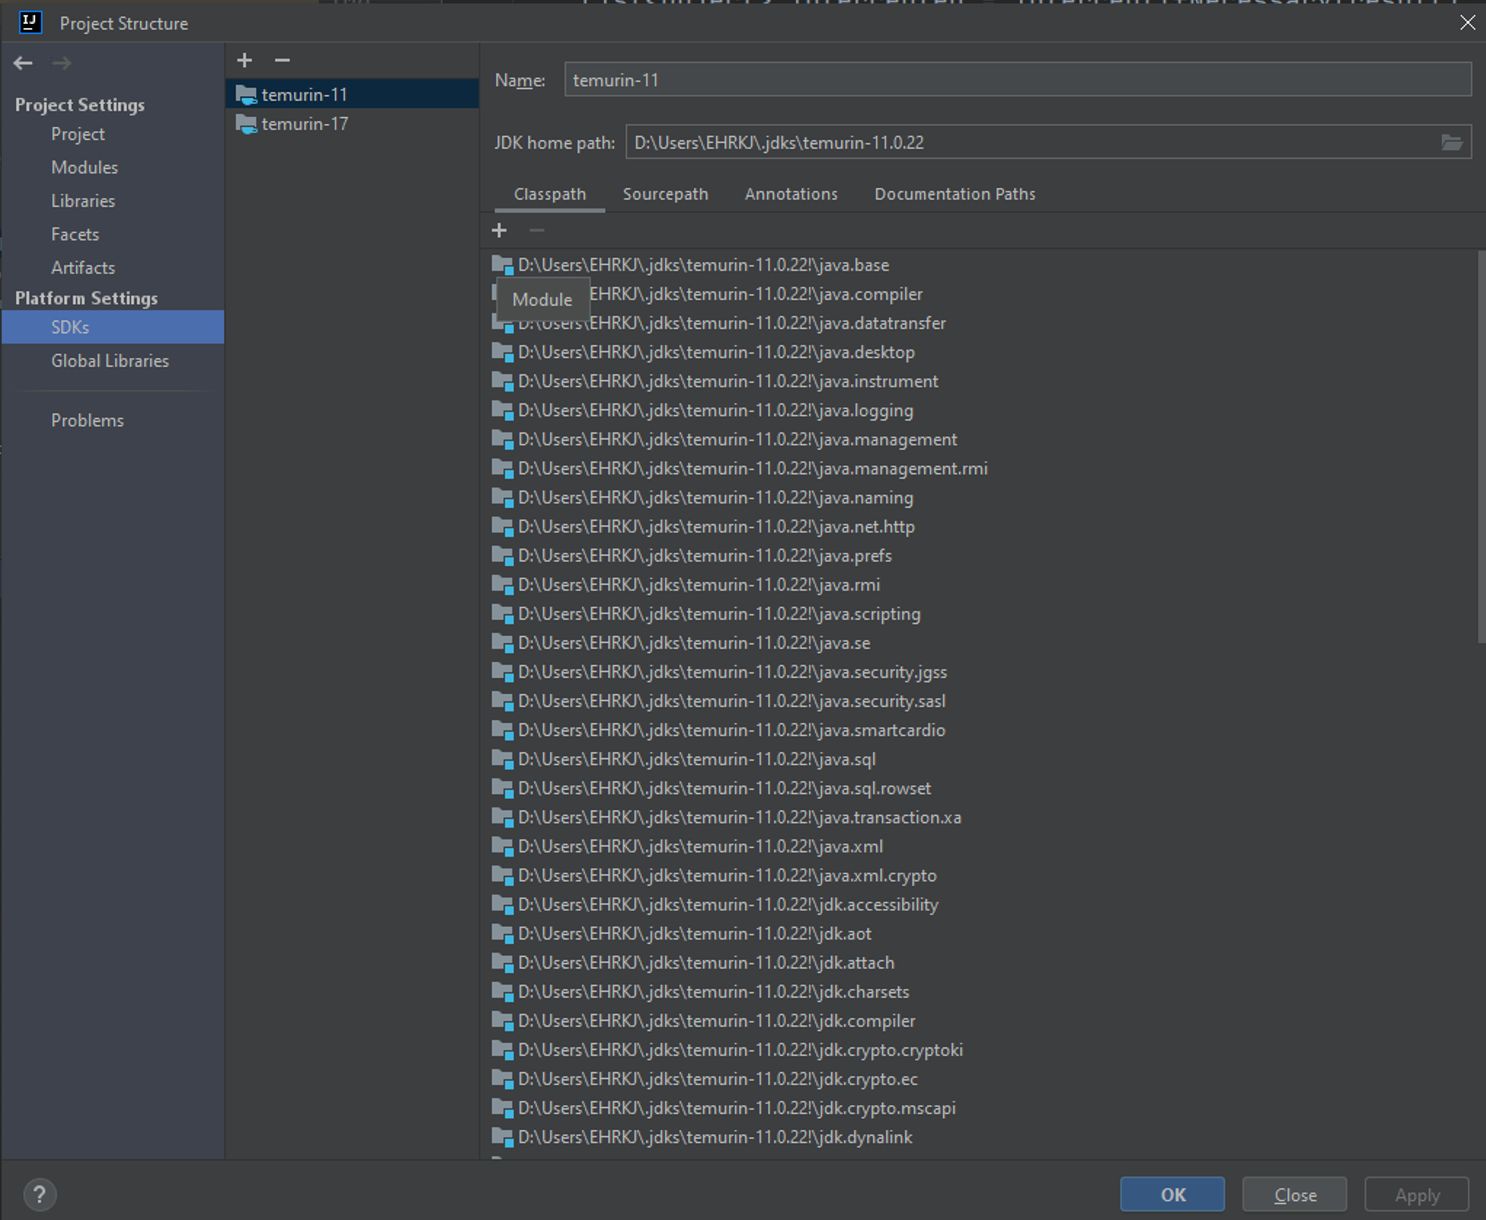 Project Structure
Project Settings
Project
Modules
Libraries
Facets
Artifacts
Platform Settings
SDKs
Global Libraries
Problems
temurin-11
temurin-17
Name: temurin-11
JDK home path: D:\Users\EHRKJ\.jdks\temurin-11.0.22
Classpath Sourcepath Annotations Documentation Paths
D:\Users\EHRKJ\.jdks\temurin-11.0.22!\java.base
Module
EHRKJ\.jdks\temurin-11.0.22!\java.compiler
D:\Users\EHRKJ\.jdks\temurin-11.0.22!\java.datatransfer
D:\Users\EHRKJ\.jdks\temurin-11.0.22!\java.desktop
D:\Users\EHRKJ\.jdks\temurin-11.0.22!\java.instrument
D:\Users\EHRKJ\.jdks\temurin-11.0.22!\java.logging
D:\Users\EHRKJ\.jdks\temurin-11.0.22!\java.management
D:\Users\EHRKJ\.jdks\temurin-11.0.22!\java.management.rmi
D:\Users\EHRKJ\.jdks\temurin-11.0.22!\java.naming
D:\Users\EHRKJ\.jdks\temurin-11.0.22!\java.net.http
D:\Users\EHRKJ\.jdks\temurin-11.0.22!\java.prefs
D:\Users\EHRKJ\.jdks\temurin-11.0.22!\java.rmi
D:\Users\EHRKJ\.jdks\temurin-11.0.22!\java.scripting
D:\Users\EHRKJ\.jdks\temurin-11.0.22!\java.se
D:\Users\EHRKJ\.jdks\temurin-11.0.22!\java.security.jgss
D:\Users\EHRKJ\.jdks\temurin-11.0.22!\java.security.sasl
D:\Users\EHRKJ\.jdks\temurin-11.0.22!\java.smartcardio
D:\Users\EHRKJ\.jdks\temurin-11.0.22!\java.sql
D:\Users\EHRKJ\.jdks\temurin-11.0.22!\java.sql.rowset
D:\Users\EHRKJ\.jdks\temurin-11.0.22!\java.transaction.xa
D:\Users\EHRKJ\.jdks\temurin-11.0.22!\java.xml
D:\Users\EHRKJ\.jdks\temurin-11.0.22!\java.xml.crypto
D:\Users\EHRKJ\.jdks\temurin-11.0.22!\jdk.accessibility
D:\Users\EHRKJ\.jdks\temurin-11.0.22!\jdk.aot
D:\Users\EHRKJ\.jdks\temurin-11.0.22!\jdk.attach
D:\Users\EHRKJ\.jdks\temurin-11.0.22!\jdk.charsets
D:\Users\EHRKJ\.jdks\temurin-11.0.22!\jdk.compiler
D:\Users\EHRKJ\.jdks\temurin-11.0.22!\jdk.crypto.cryptoki
D:\Users\EHRKJ\.jdks\temurin-11.0.22!\jdk.crypto.ec
D:\Users\EHRKJ\.jdks\temurin-11.0.22!\jdk.crypto.mscapi
D:\Users\EHRKJ\.jdks\temurin-11.0.22!\jdk.dynalink
? OK Close Apply